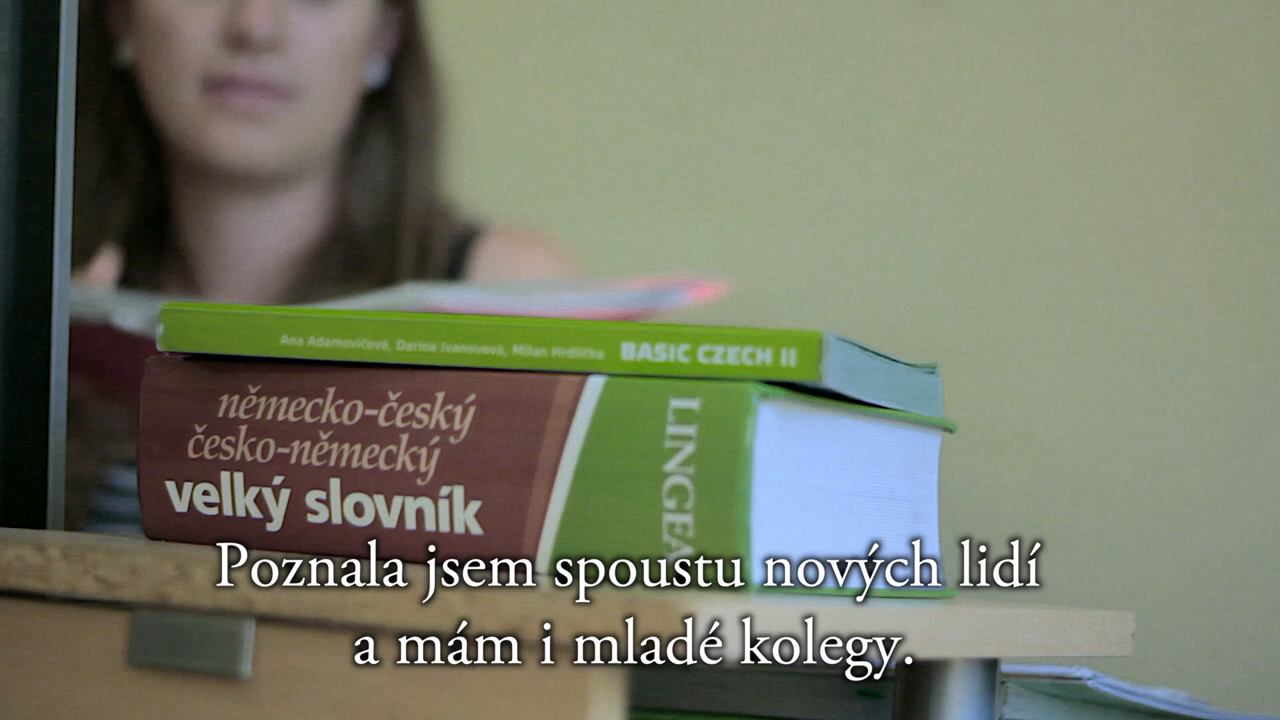 Ana Adamovičová, Darina Ivanovová, Milan Hrdlička BASIC CZECH II
německo-český
česko-německý
velký slovník
LINGEA
Poznala jsem spoustu nových lidí
a mám i mladé kolegy.